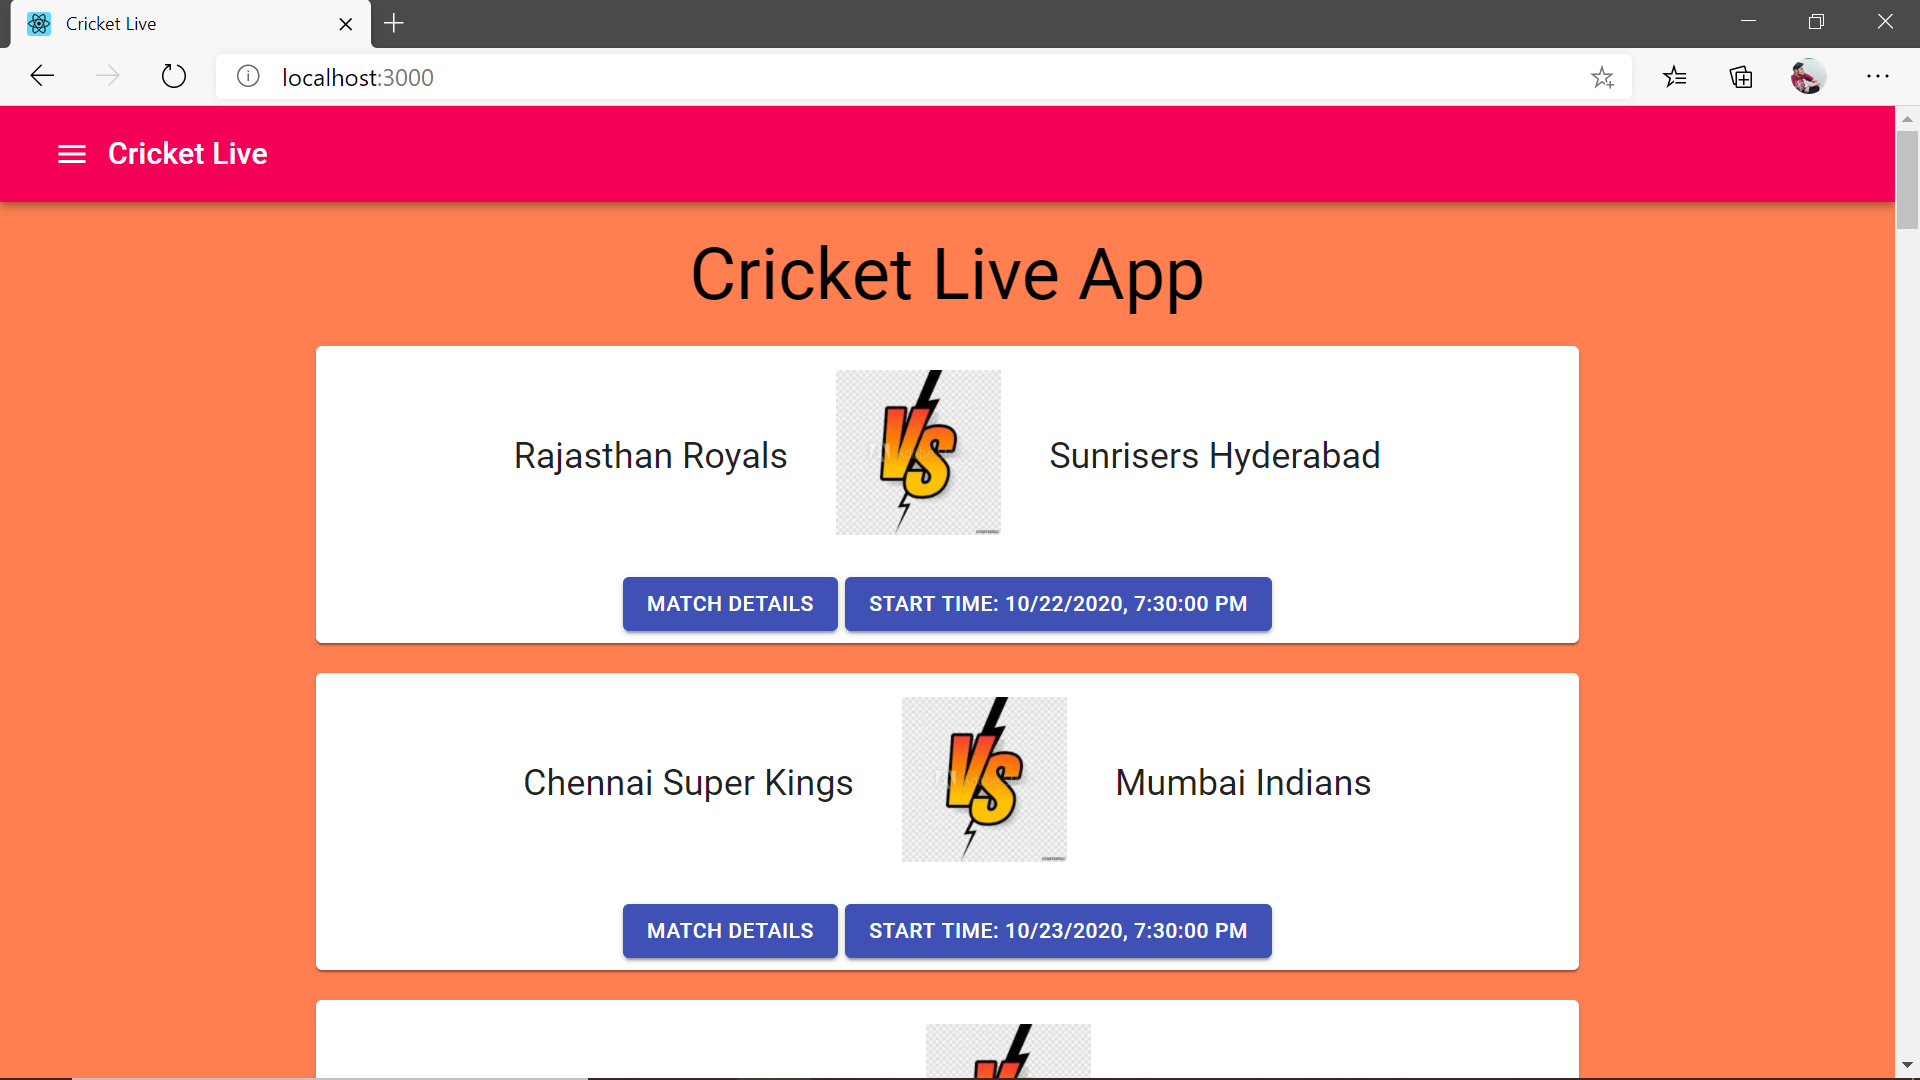 Cricket Live
localhost:3000
Cricket Live
Cricket Live App
Rajasthan Royals
VS
Sunrisers Hyderabad
MATCH DETAILS
START TIME: 10/22/2020, 7:30:00 PM
Chennai Super Kings
VS
Mumbai Indians
MATCH DETAILS
START TIME: 10/23/2020, 7:30:00 PM